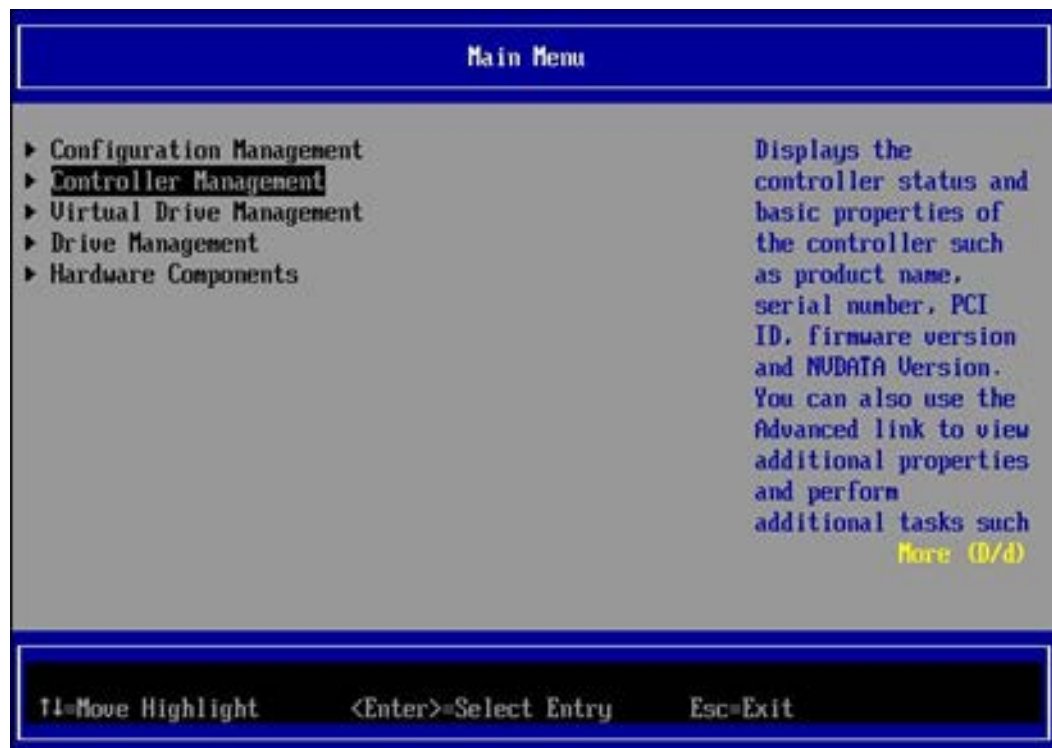 Main Menu
Configuration Management
Controller Management
Virtual Drive Management
Drive Management
Hardware Components
Displays the
controller status and
basic properties of
the controller such
as product name,
serial number, PCI
ID, firmware version
and NVDATA Version.
You can also use the
Advanced link to view
additional properties
and perform
additional tasks such
More (D/d)
↑↓=Move Highlight <Enter>=Select Entry Esc=Exit